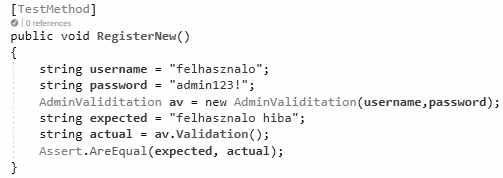 [TestMethod]
0 references
public void RegisterNew()
{
string username = "felhasznalo";
string password = "admin123!";
AdminValiditation av = new AdminValiditation(username,password);
string expected = "felhasznalo hiba";
string actual = av.Validation();
Assert.AreEqual(expected, actual);
}